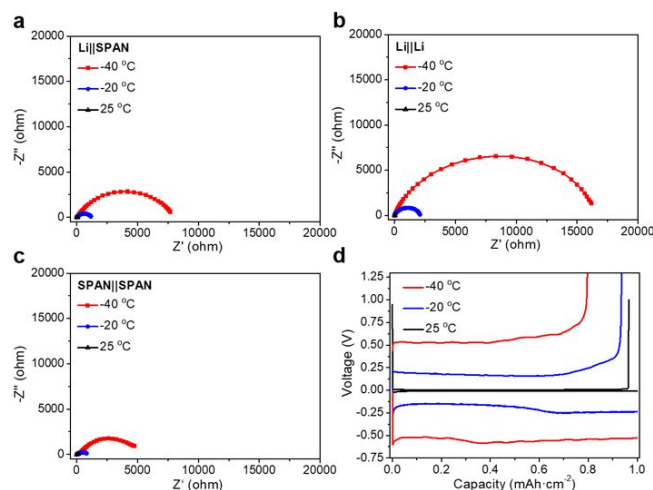 a
Li||SPAN
-40 °C
-20 °C
25 °C
-Z'' (ohm)
20000
15000
10000
5000
0
0 5000 10000 15000 20000
Z' (ohm)
b
Li||Li
-40 °C
-20 °C
25 °C
-Z'' (ohm)
20000
15000
10000
5000
0
0 5000 10000 15000 20000
Z' (ohm)
c
SPAN||SPAN
-40 °C
-20 °C
25 °C
-Z'' (ohm)
20000
15000
10000
5000
0
0 5000 10000 15000 20000
Z' (ohm)
d
-40 °C
-20 °C
25 °C
Voltage (V)
1.25
1.00
0.75
0.50
0.25
0.00
-0.25
-0.50
-0.75
0.0 0.2 0.4 0.6 0.8 1.0
Capacity (mAh·cm⁻²)